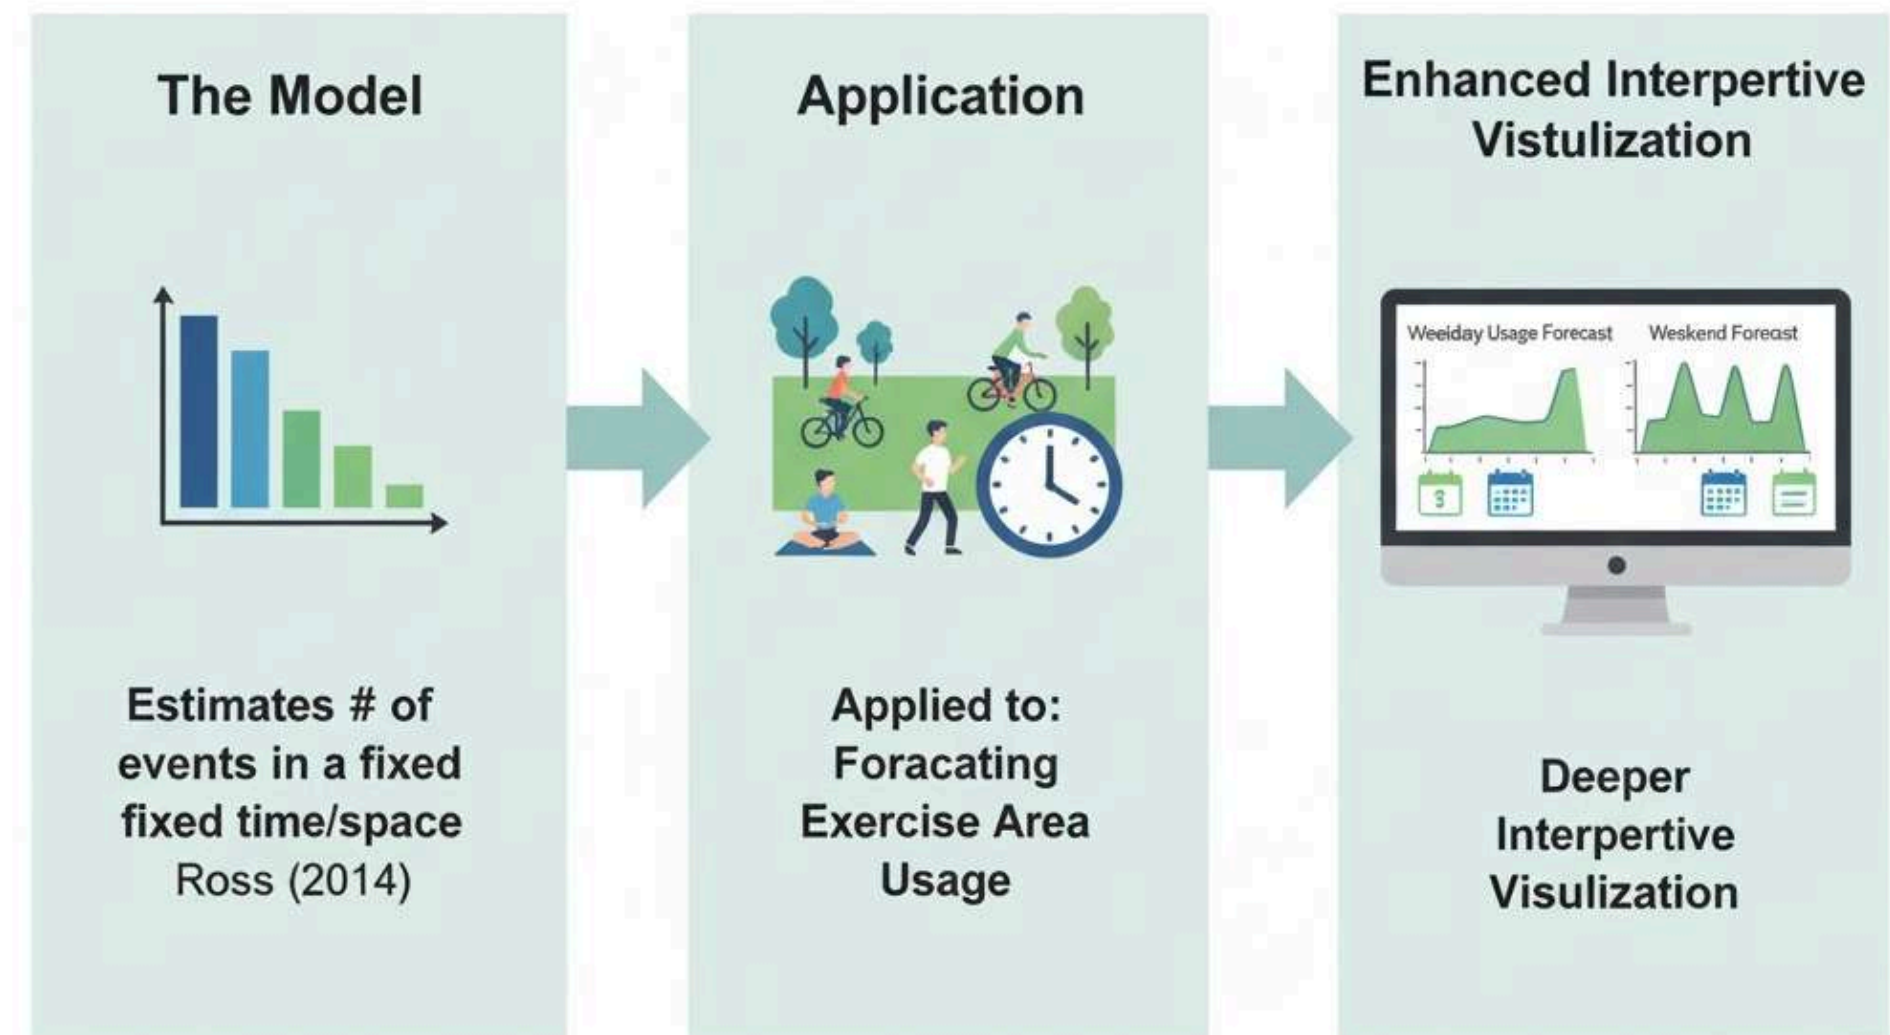 The Model
Estimates # of
events in a fixed
fixed time/space
Ross (2014)
Application
Applied to:
Foracating
Exercise Area
Usage
Enhanced Interpertive
Vistulization
Weeiday Usage Forecast
Weskend Foreast
3
Deeper
Interpertive
Visulization